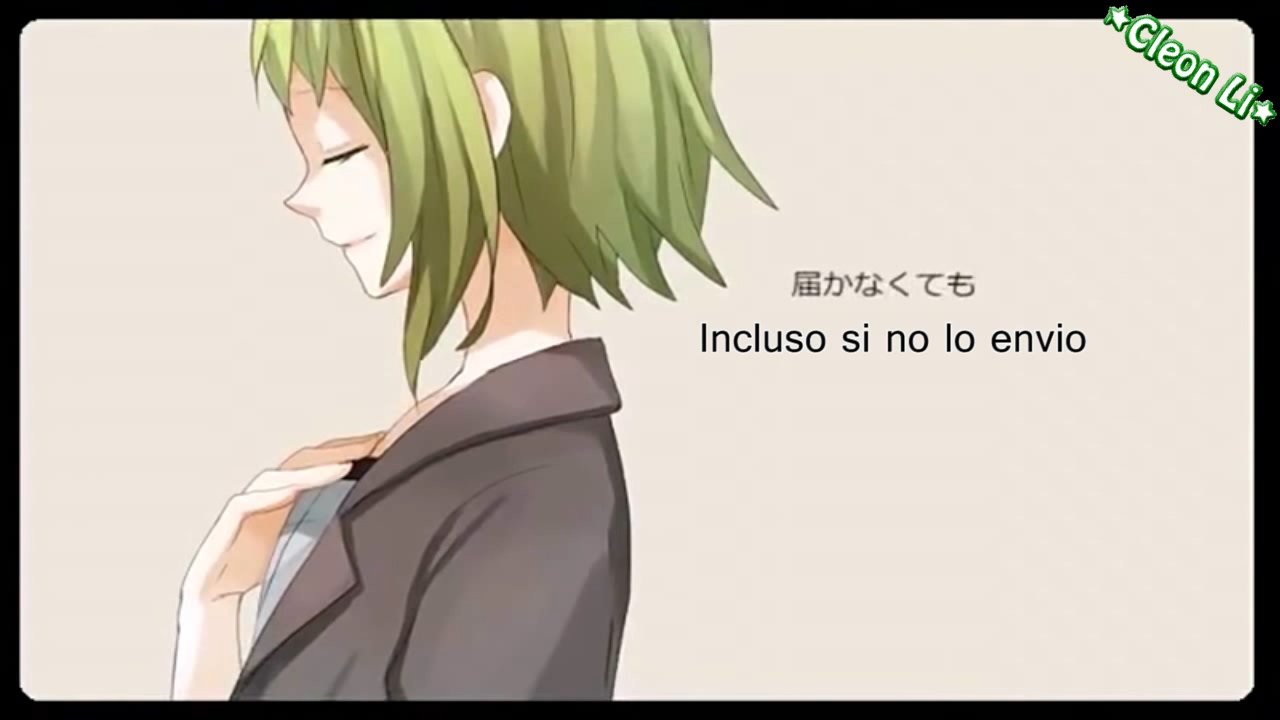 ★Cleon Li★
届かなくても
Incluso si no lo envio